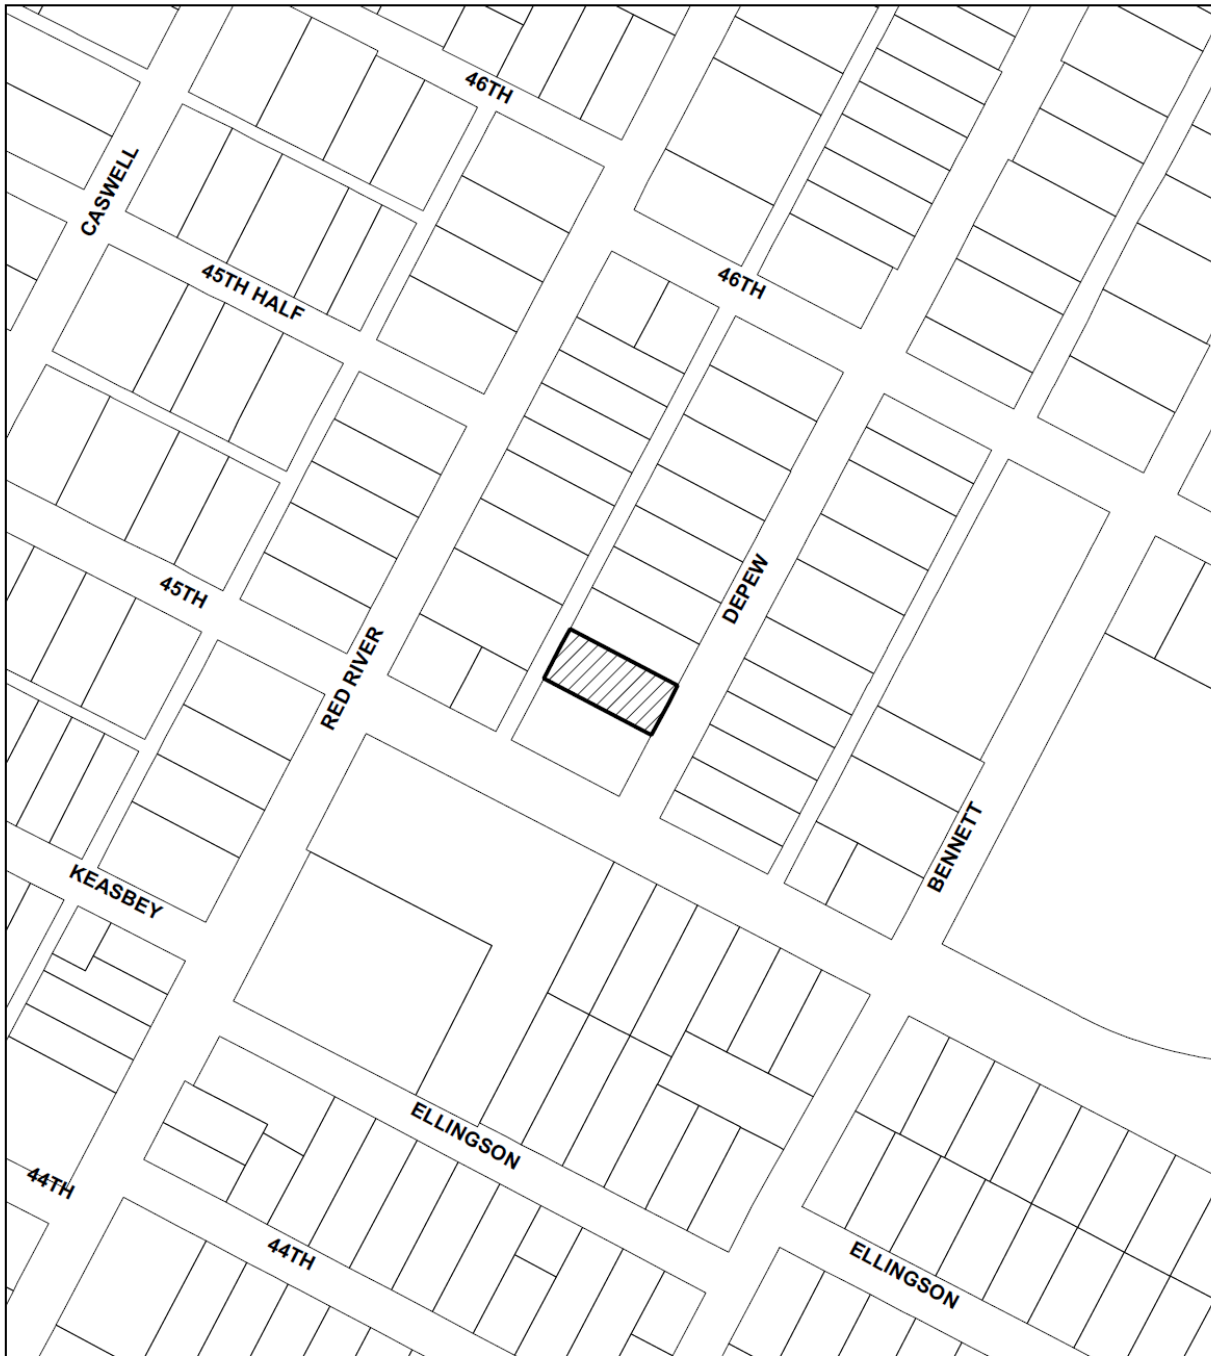 46TH
CASWELL
45TH HALF
46TH
45TH
DEPEW
RED RIVER
BENNETT
KEASBEY
ELLINGSON
44TH
44TH
ELLINGSON